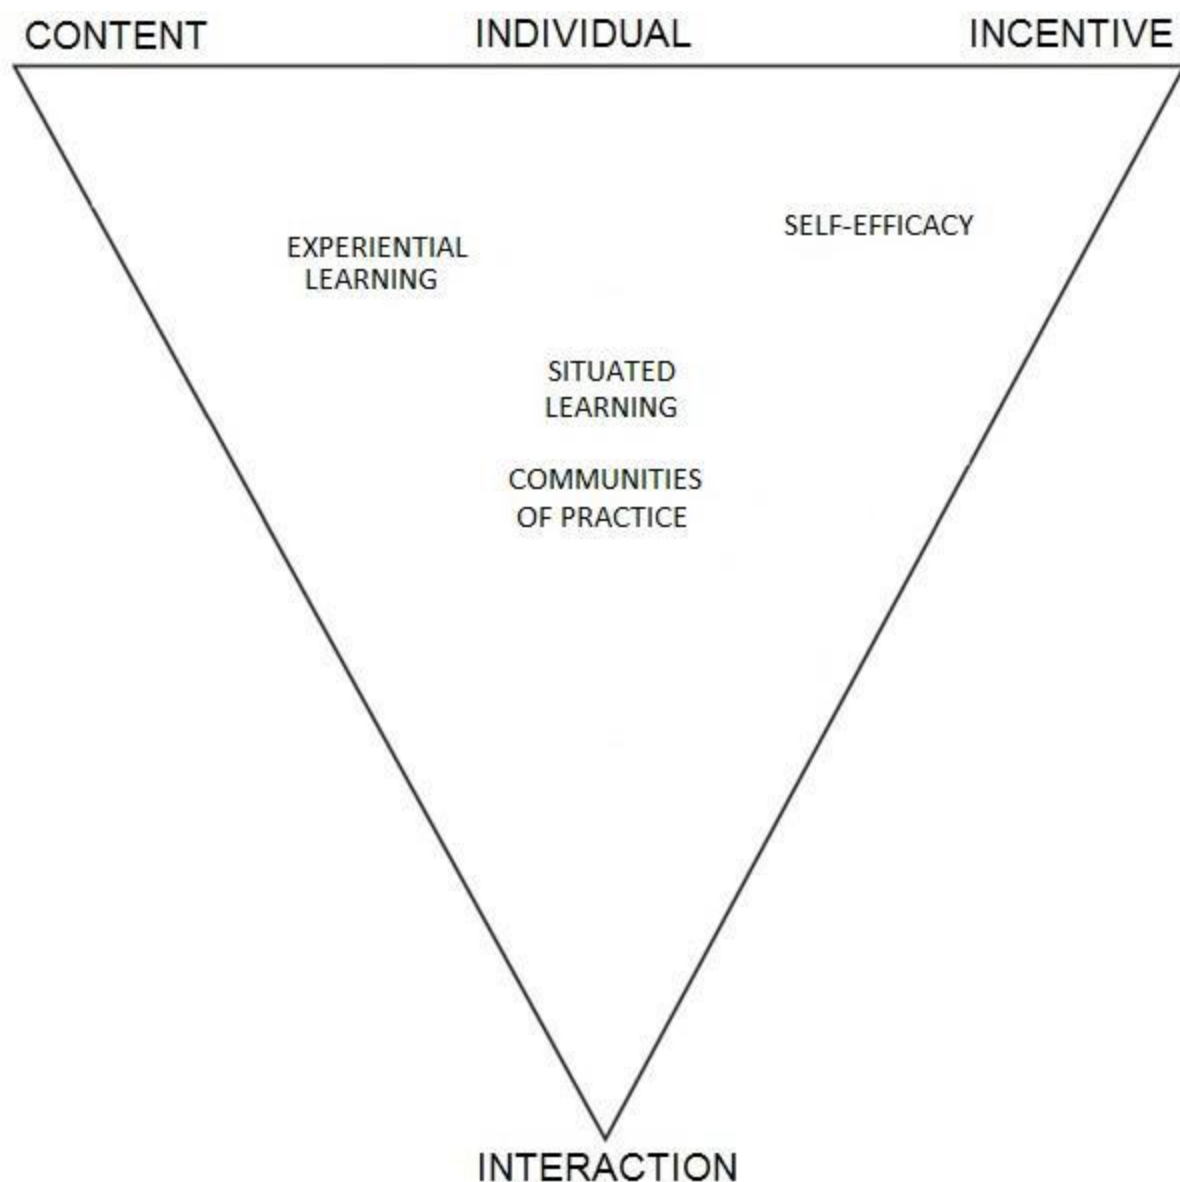 CONTENT INDIVIDUAL INCENTIVE
SELF-EFFICACY
EXPERIENTIAL
LEARNING
SITUATED
LEARNING
COMMUNITIES
OF PRACTICE
INTERACTION